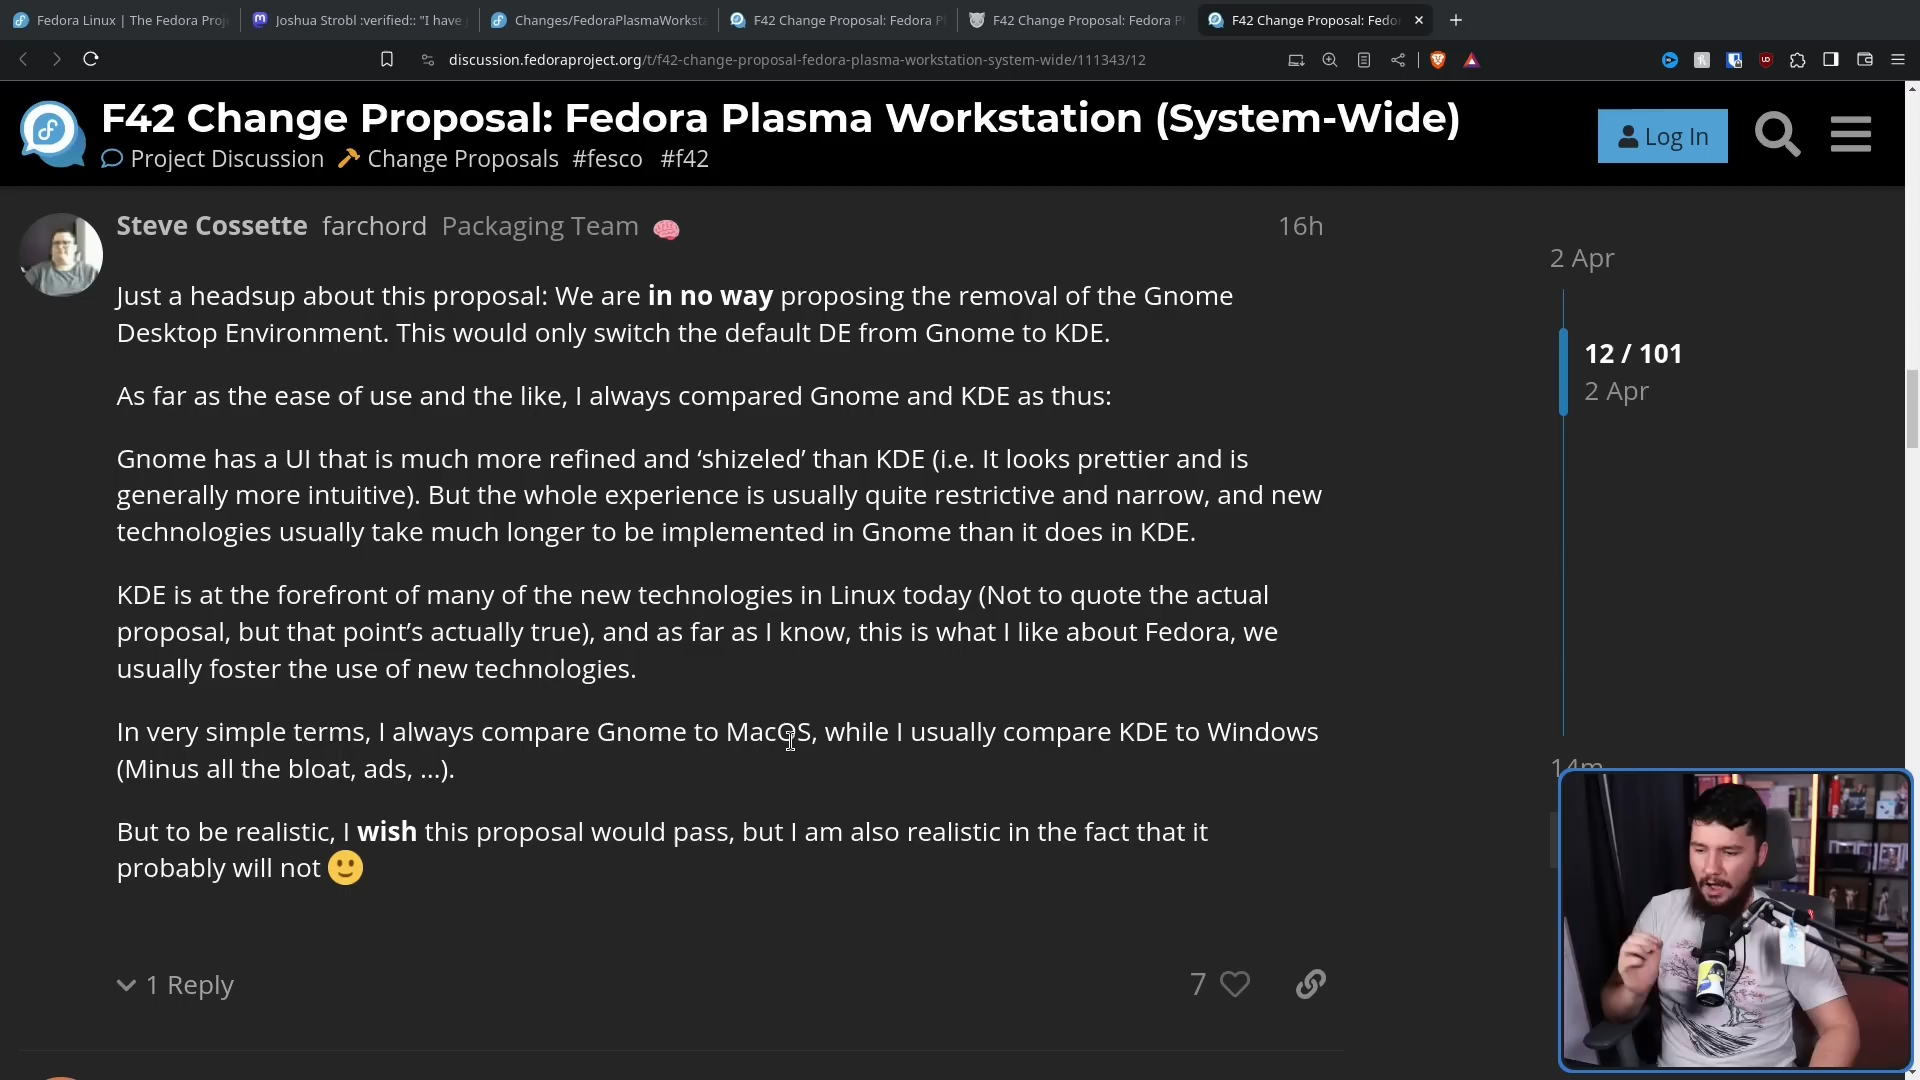 Fedora Linux | The Fedora Proj
Joshua Strobl :verified:: "I have j
Changes/FedoraPlasmaWorksta
F42 Change Proposal: Fedora P
F42 Change Proposal: Fedora P
F42 Change Proposal: Fedo
discussion.fedoraproject.org/t/f42-change-proposal-fedora-plasma-workstation-system-wide/111343/12
F42 Change Proposal: Fedora Plasma Workstation (System-Wide)
Project Discussion Change Proposals #fesco #f42
Log In
Steve Cossette farchord Packaging Team 16h
Just a headsup about this proposal: We are in no way proposing the removal of the Gnome
Desktop Environment. This would only switch the default DE from Gnome to KDE.
As far as the ease of use and the like, I always compared Gnome and KDE as thus:
Gnome has a UI that is much more refined and ‘shizeled’ than KDE (i.e. It looks prettier and is
generally more intuitive). But the whole experience is usually quite restrictive and narrow, and new
technologies usually take much longer to be implemented in Gnome than it does in KDE.
KDE is at the forefront of many of the new technologies in Linux today (Not to quote the actual
proposal, but that point’s actually true), and as far as I know, this is what I like about Fedora, we
usually foster the use of new technologies.
In very simple terms, I always compare Gnome to MacOS, while I usually compare KDE to Windows
(Minus all the bloat, ads, …).
But to be realistic, I wish this proposal would pass, but I am also realistic in the fact that it
probably will not
1 Reply
7
2 Apr
12 / 101
2 Apr
14m